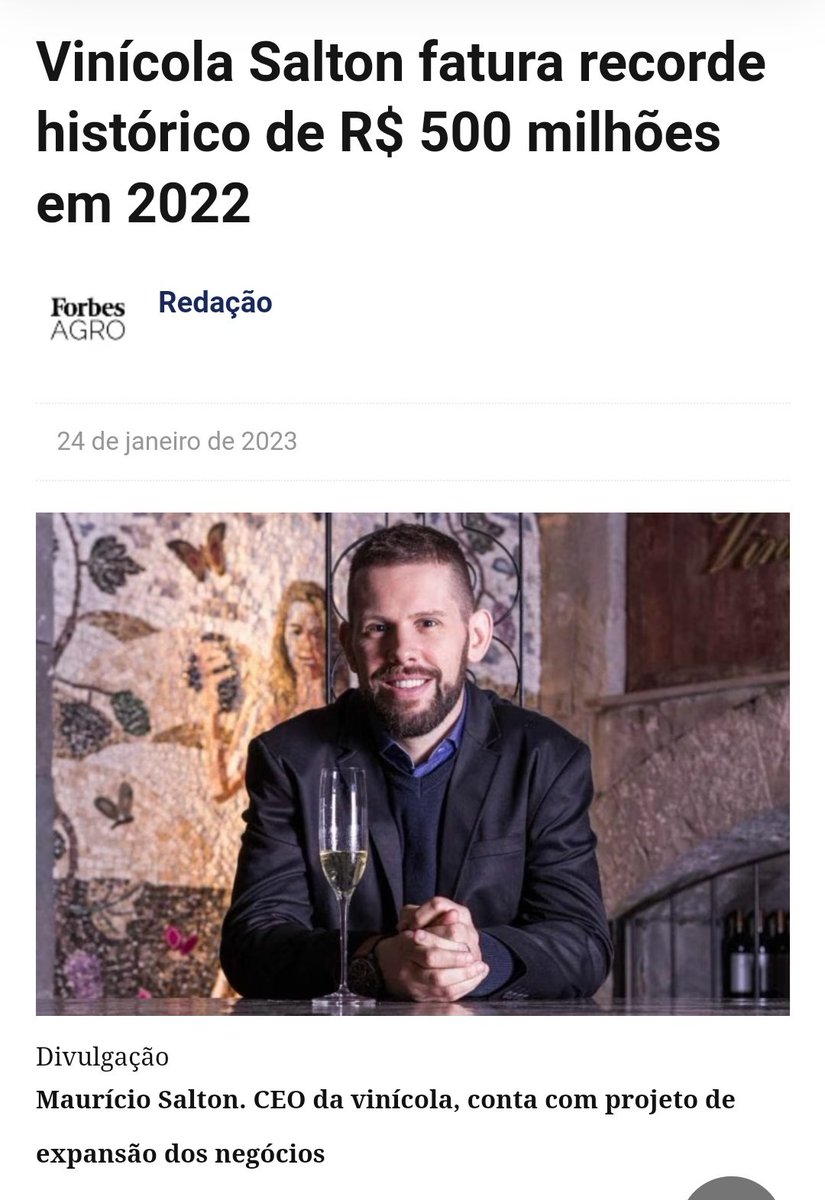 Vinícola Salton fatura recorde
histórico de R$ 500 milhões
em 2022
Forbes
AGRO
Redação
24 de janeiro de 2023
Divulgação
Maurício Salton. CEO da vinícola, conta com projeto de
expansão dos negócios